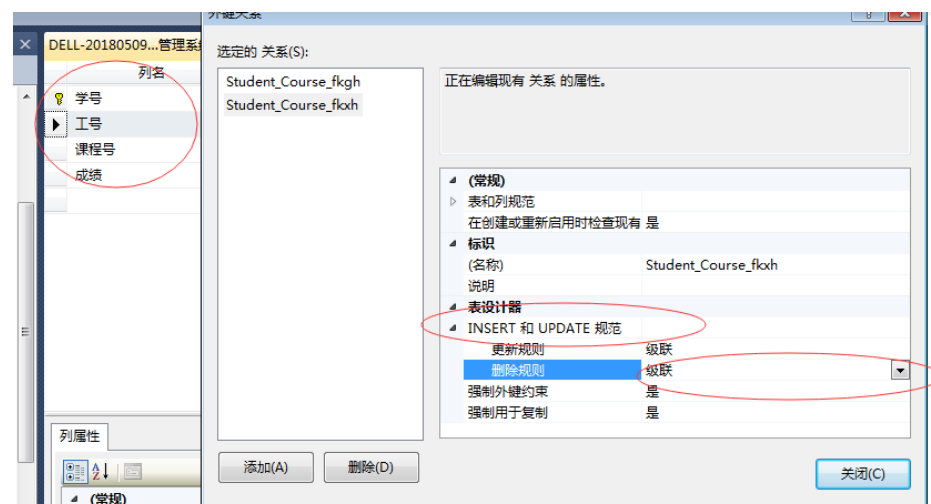 外键关系
DELL-20180509...管理系
列名
学号
工号
课程号
成绩
列属性
(常规)
选定的 关系(S):
Student_Course_fkgh
Student_Course_fkxh
添加(A)
删除(D)
正在编辑现有 关系 的属性。
(常规)
表和列规范
在创建或重新启用时检查现有 是
标识
(名称) Student_Course_fkxh
说明
表设计器
INSERT 和 UPDATE 规范
更新规则 级联
删除规则 级联
强制外键约束 是
强制用于复制 是
关闭(C)